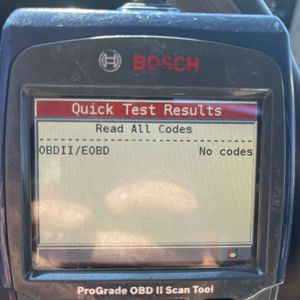 BOSCH
Quick Test Results
Read All Codes
OBDII/EOBD No codes
ProGrade OBD II Scan Tool